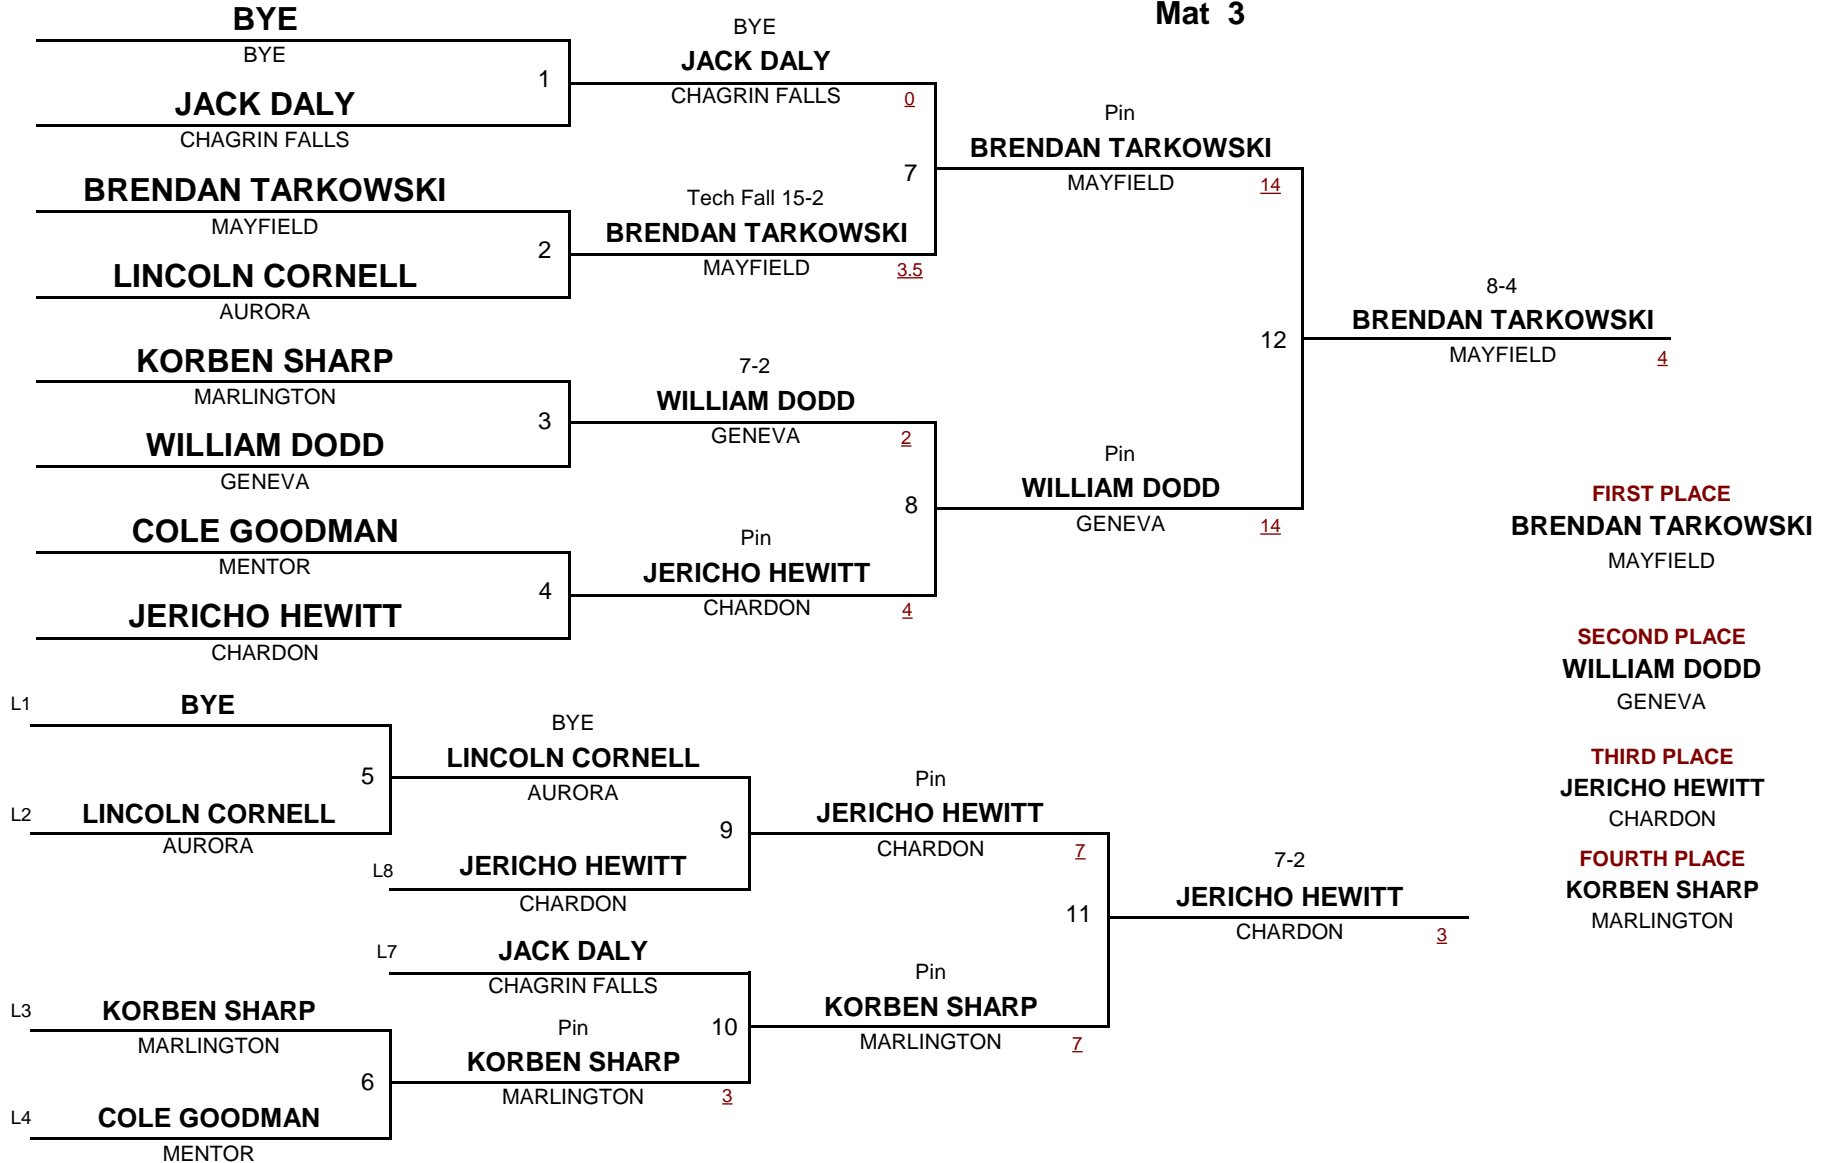 Mat 3
BYE
BYE
1
JACK DALY
CHAGRIN FALLS
BRENDAN TARKOWSKI
MAYFIELD
2
LINCOLN CORNELL
AURORA
KORBEN SHARP
MARLINGTON
3
WILLIAM DODD
GENEVA
COLE GOODMAN
MENTOR
4
JERICHO HEWITT
CHARDON
BYE
JACK DALY
CHAGRIN FALLS 0
7
Tech Fall 15-2
BRENDAN TARKOWSKI
MAYFIELD 3.5
7-2
WILLIAM DODD
GENEVA 2
8
Pin
JERICHO HEWITT
CHARDON 4
Pin
BRENDAN TARKOWSKI
MAYFIELD 14
12
Pin
WILLIAM DODD
GENEVA 14
8-4
BRENDAN TARKOWSKI
MAYFIELD 4
FIRST PLACE
BRENDAN TARKOWSKI
MAYFIELD
SECOND PLACE
WILLIAM DODD
GENEVA
THIRD PLACE
JERICHO HEWITT
CHARDON
FOURTH PLACE
KORBEN SHARP
MARLINGTON
L1 BYE
5
L2 LINCOLN CORNELL
AURORA
BYE
LINCOLN CORNELL
AURORA
9
L8 JERICHO HEWITT
CHARDON
L7 JACK DALY
CHAGRIN FALLS
L3 KORBEN SHARP
MARLINGTON
6
L4 COLE GOODMAN
MENTOR
Pin 10
KORBEN SHARP
MARLINGTON 3
Pin
JERICHO HEWITT
CHARDON 7
11
Pin
KORBEN SHARP
MARLINGTON 7
7-2
JERICHO HEWITT
CHARDON 3